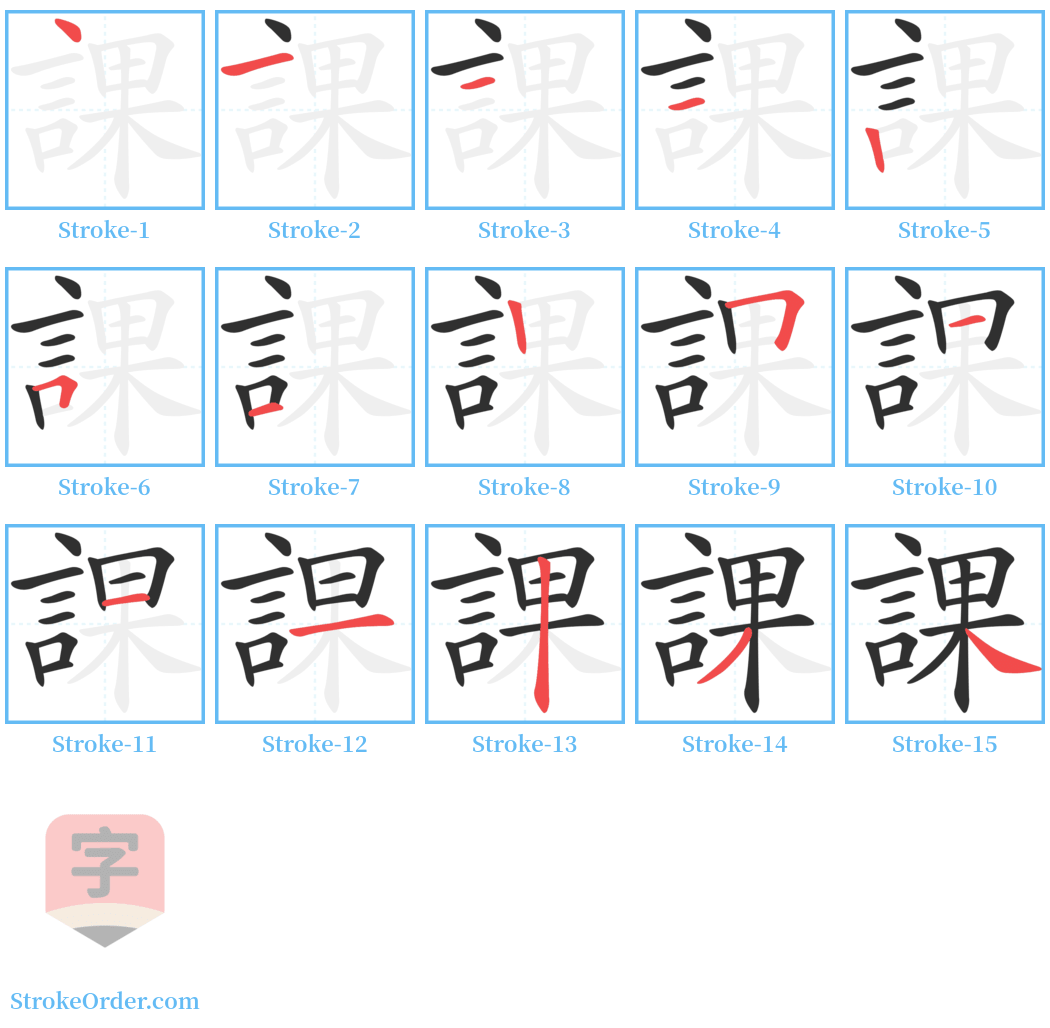 課 課 課 課 課
Stroke-1 Stroke-2 Stroke-3 Stroke-4 Stroke-5
課 課 課 課 課
Stroke-6 Stroke-7 Stroke-8 Stroke-9 Stroke-10
課 課 課 課 課
Stroke-11 Stroke-12 Stroke-13 Stroke-14 Stroke-15
字
StrokeOrder.com